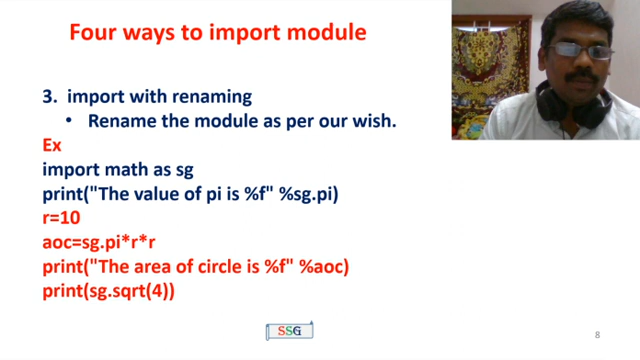 Four ways to import module
3. import with renaming
• Rename the module as per our wish.
Ex
import math as sg
print("The value of pi is %f" %sg.pi)
r=10
aoc=sg.pi*r*r
print("The area of circle is %f" %aoc)
print(sg.sqrt(4))
SSG
8